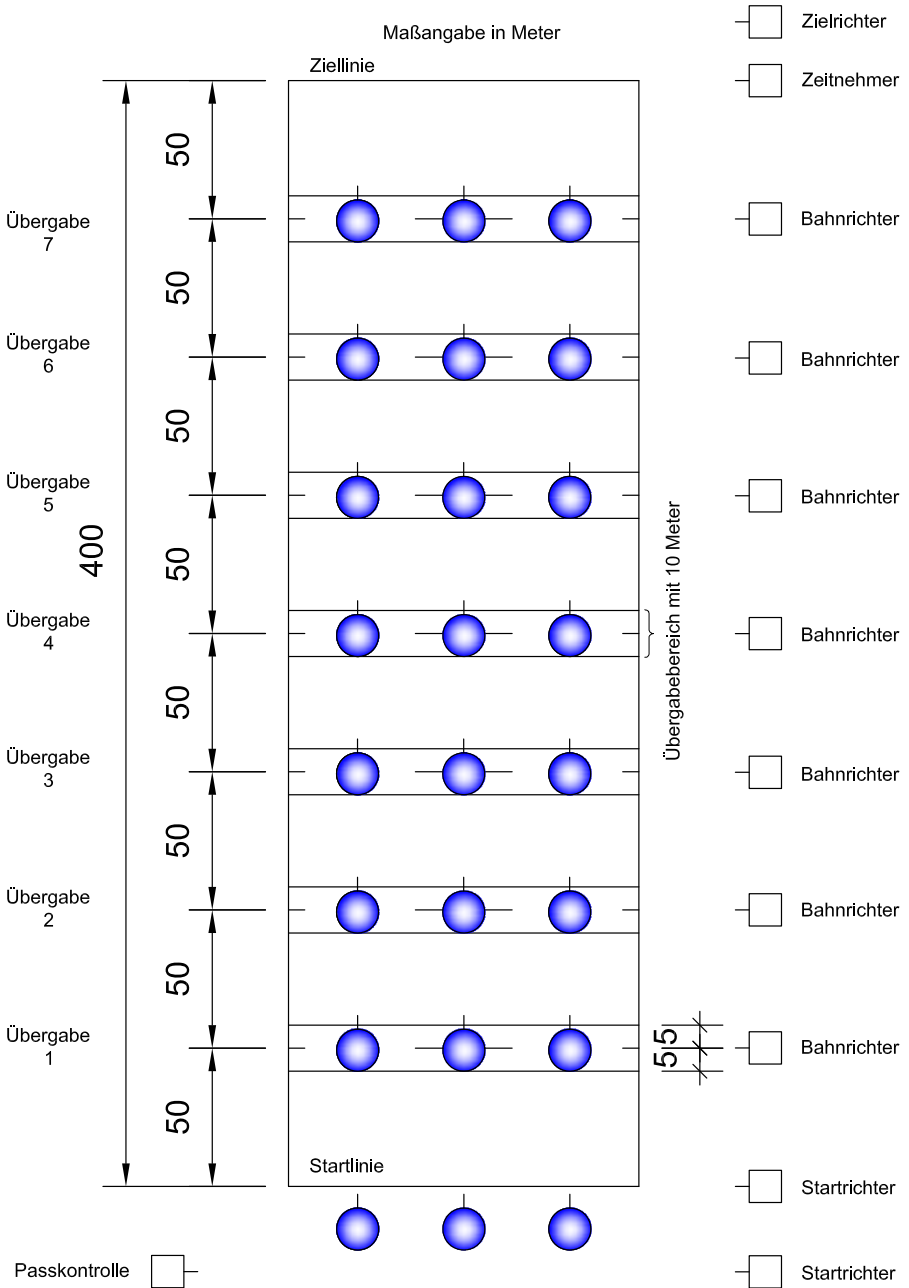 Zielrichter
Maßangabe in Meter
Ziellinie
Zeitnehmer
50
Übergabe
7
Bahnrichter
50
Übergabe
6
Bahnrichter
50
Übergabe
5
Bahnrichter
400
50
Übergabebereich mit 10 Meter
Übergabe
4
Bahnrichter
50
Übergabe
3
Bahnrichter
50
Übergabe
2
Bahnrichter
50
Übergabe
1
5
5
Bahnrichter
50
Startlinie
Startrichter
Passkontrolle
Startrichter